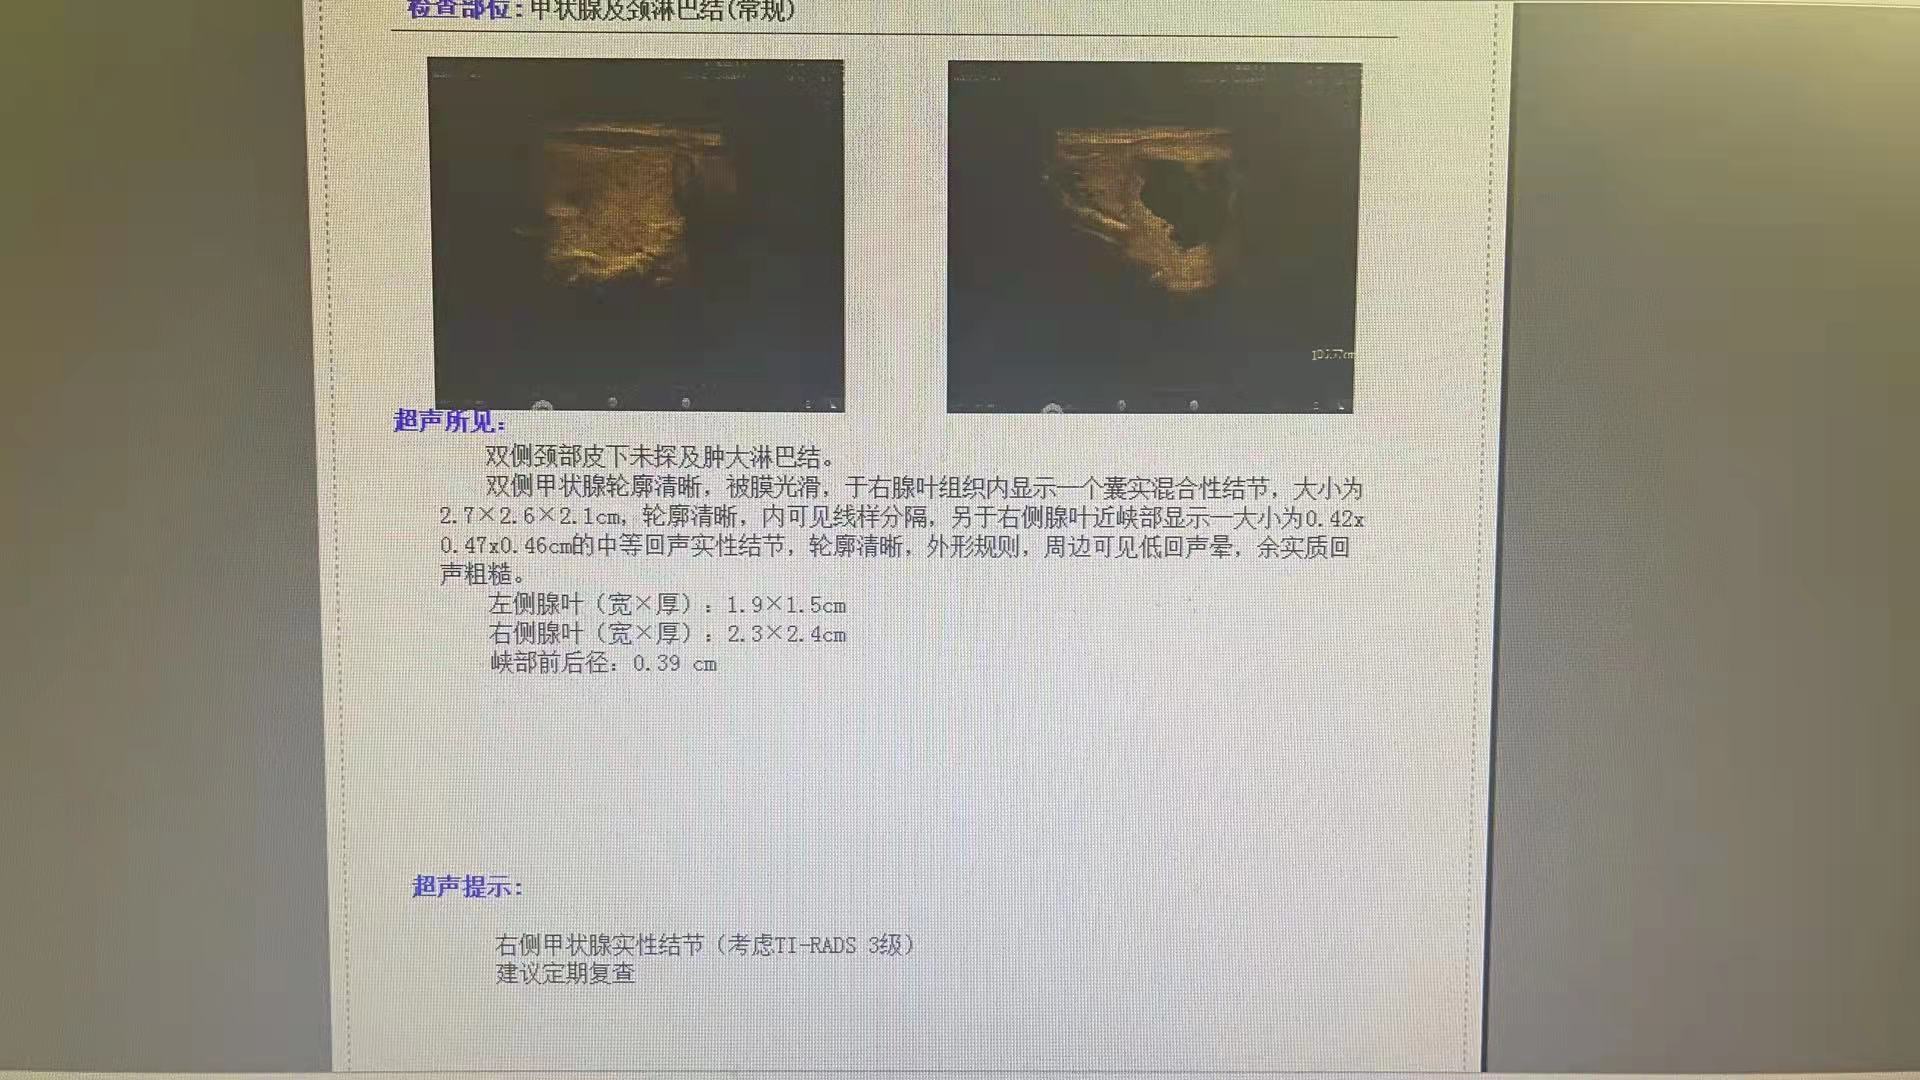 检查部位：甲状腺及颈淋巴结(常规)
超声所见：
双侧颈部皮下未探及肿大淋巴结。
双侧甲状腺轮廓清晰，被膜光滑，于右腺叶组织内显示一个囊实混合性结节，大小为
2.7×2.6×2.1cm，轮廓清晰，内可见线样分隔，另于右侧腺叶近峡部显示一大小为0.42x
0.47x0.46cm的中等回声实性结节，轮廓清晰，外形规则，周边可见低回声晕，余实质回
声粗糙。
左侧腺叶（宽×厚）：1.9×1.5cm
右侧腺叶（宽×厚）：2.3×2.4cm
峡部前后径：0.39 cm
超声提示：
右侧甲状腺实性结节（考虑TI-RADS 3级）
建议定期复查